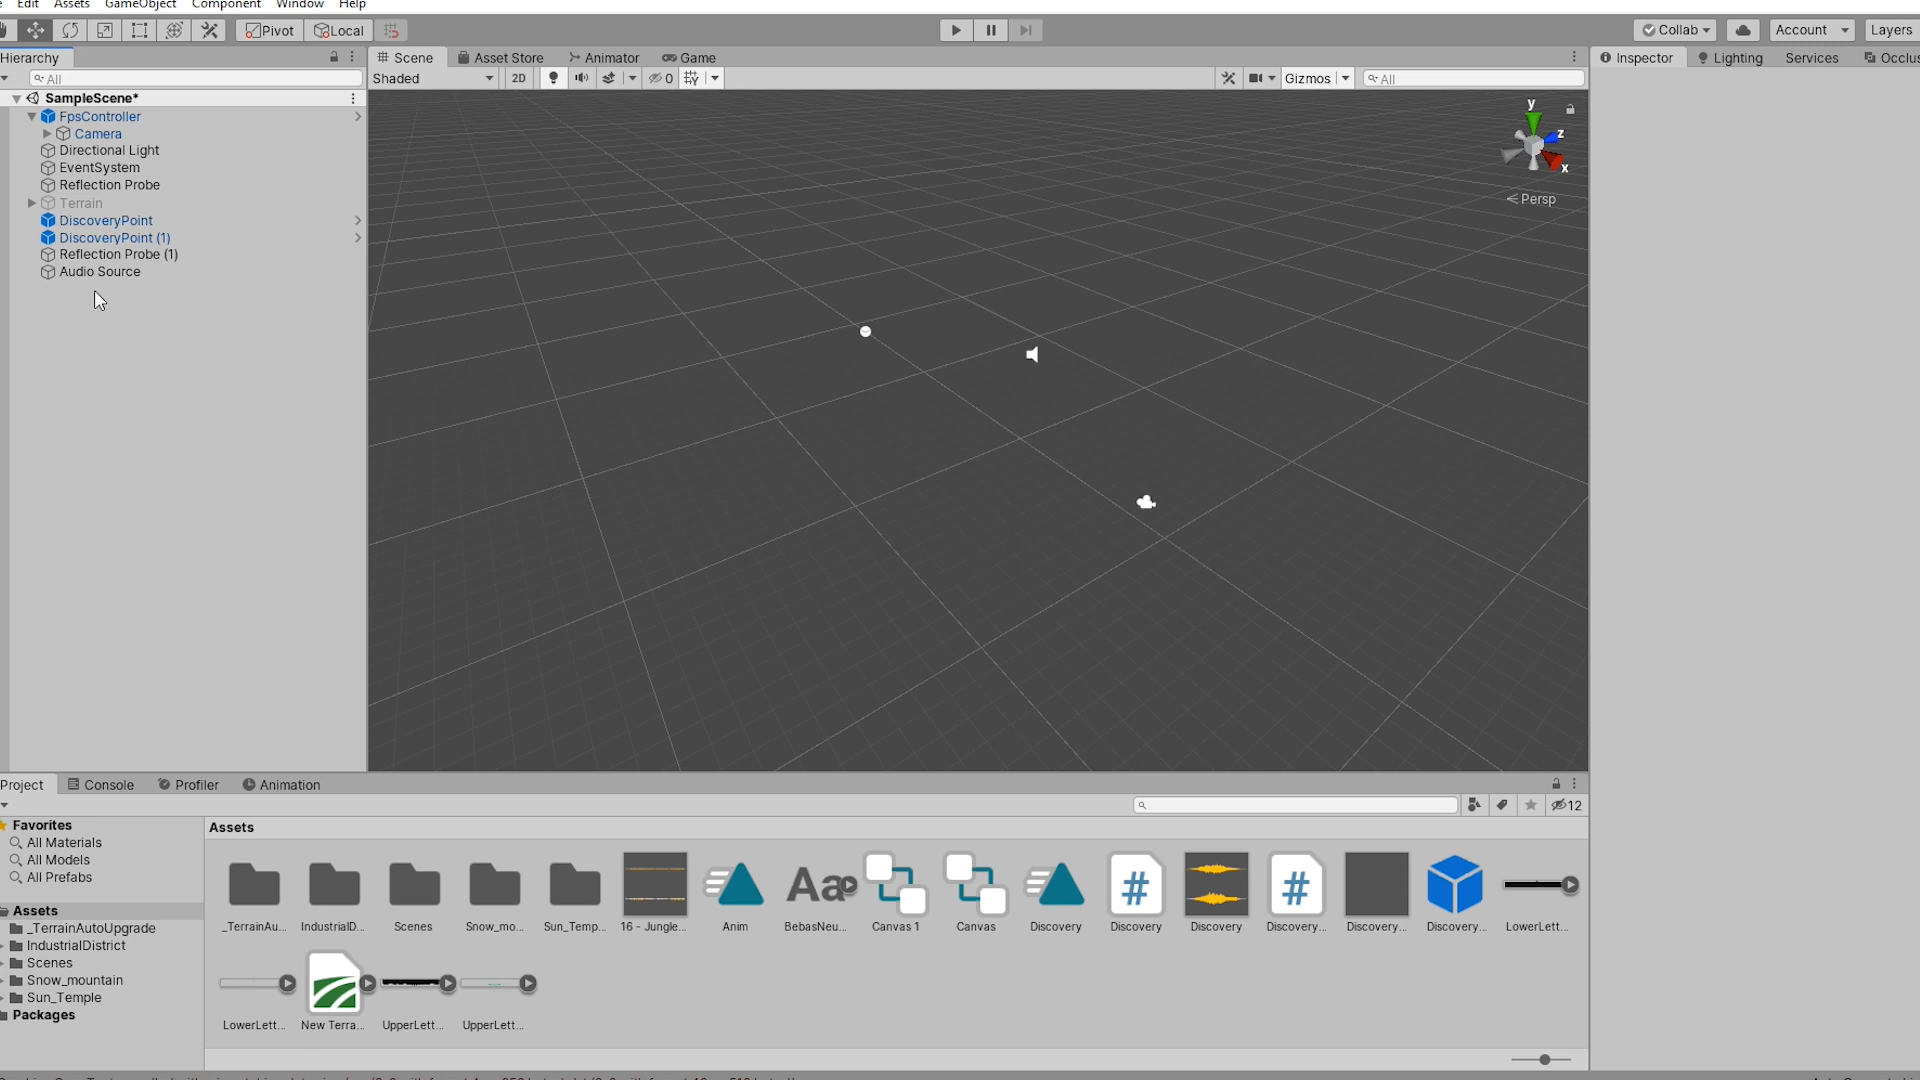 Edit Assets GameObject Component Window Help
Pivot Local Collab Account Layers
Hierarchy Scene Asset Store Animator Game Inspector Lighting Services Occlus
All Shaded 2D 0 Gizmos All
SampleScene*
FpsController
Camera
Directional Light
EventSystem
Reflection Probe
Terrain
DiscoveryPoint
DiscoveryPoint (1)
Reflection Probe (1)
Audio Source
y
z
x
Persp
Project Console Profiler Animation
12
Favorites
All Materials
All Models
All Prefabs
Assets
_TerrainAutoUpgrade
IndustrialDistrict
Scenes
Snow_mountain
Sun_Temple
Packages
Assets
Aa # #
_TerrainAu... IndustrialD... Scenes Snow_mo... Sun_Temp... 16 - Jungle... Anim BebasNeu... Canvas 1 Canvas Discovery Discovery Discovery Discovery... Discovery... Discovery... LowerLett...
LowerLett... New Terra... UpperLett... UpperLett...